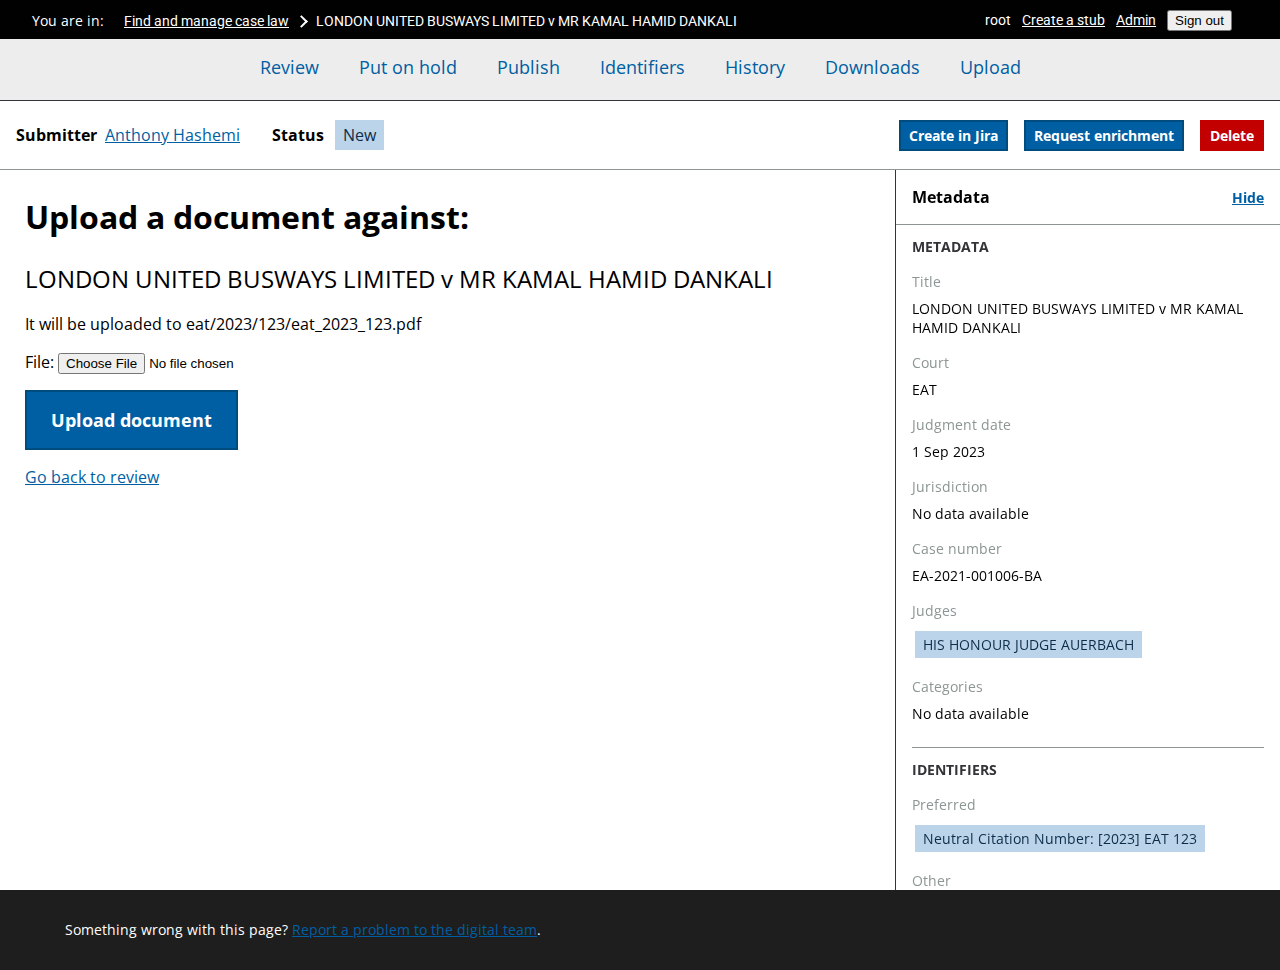 You are in: Find and manage case law LONDON UNITED BUSWAYS LIMITED v MR KAMAL HAMID DANKALI root Create a stub Admin Sign out
Review Put on hold Publish Identifiers History Downloads Upload
Submitter Anthony Hashemi Status New Create in Jira Request enrichment Delete
Upload a document against:
LONDON UNITED BUSWAYS LIMITED v MR KAMAL HAMID DANKALI
It will be uploaded to eat/2023/123/eat_2023_123.pdf
File: Choose File No file chosen
Upload document
Go back to review
Metadata Hide
METADATA
Title
LONDON UNITED BUSWAYS LIMITED v MR KAMAL
HAMID DANKALI
Court
EAT
Judgment date
1 Sep 2023
Jurisdiction
No data available
Case number
EA-2021-001006-BA
Judges
HIS HONOUR JUDGE AUERBACH
Categories
No data available
IDENTIFIERS
Preferred
Neutral Citation Number: [2023] EAT 123
Other
Something wrong with this page? Report a problem to the digital team.